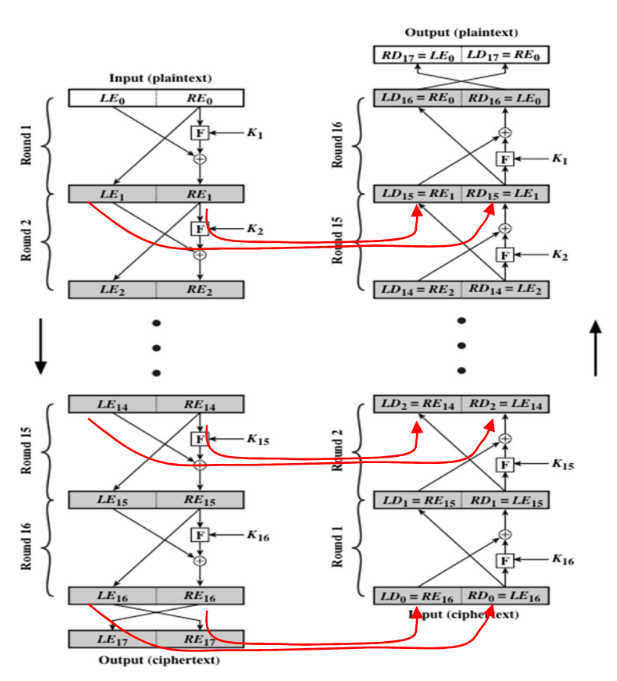 Output (plaintext)
RD17 = LE0 LD17 = RE0
Input (plaintext)
LE0 RE0
LD16 = RE0 RD16 = LE0
Round 1
F
K1
Round 16
F
K1
LE1 RE1
LD15 = RE1 RD15 = LE1
Round 2
F
K2
Round 15
F
K2
LE2 RE2
LD14 = RE2 RD14 = LE2
LE14 RE14
LD2 = RE14 RD2 = LE14
Round 15
F
K15
Round 2
F
K15
LE15 RE15
LD1 = RE15 RD1 = LE15
Round 16
F
K16
Round 1
F
K16
LE16 RE16
LD0 = RE16 RD0 = LE16
Input (ciphertext)
LE17 RE17
Output (ciphertext)